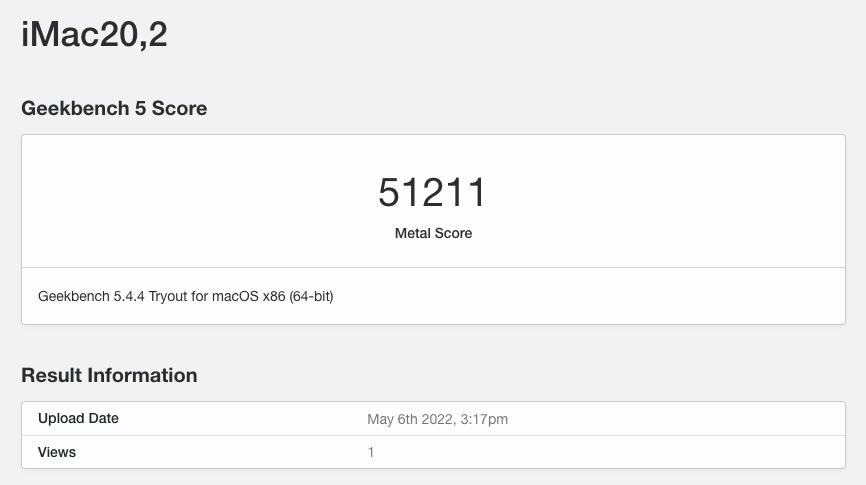 iMac20,2
Geekbench 5 Score
51211
Metal Score
Geekbench 5.4.4 Tryout for macOS x86 (64-bit)
Result Information
Upload Date May 6th 2022, 3:17pm
Views 1